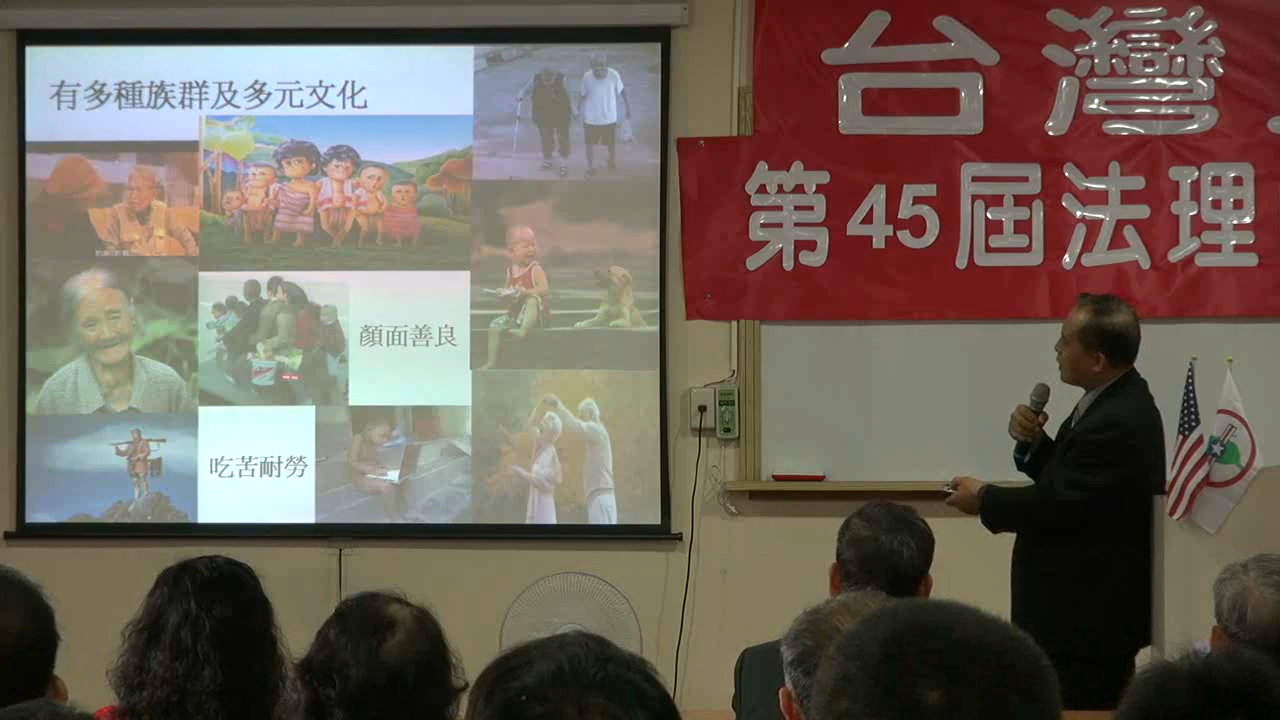 有多種族群及多元文化
顏面善良
吃苦耐勞
台灣
第45屆法理